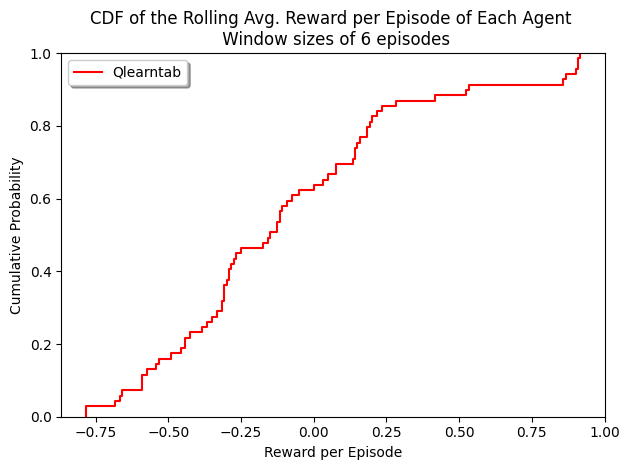 CDF of the Rolling Avg. Reward per Episode of Each Agent
Window sizes of 6 episodes
Qlearntab
Cumulative Probability
1.0
0.8
0.6
0.4
0.2
0.0
−0.75 −0.50 −0.25 0.00 0.25 0.50 0.75 1.00
Reward per Episode